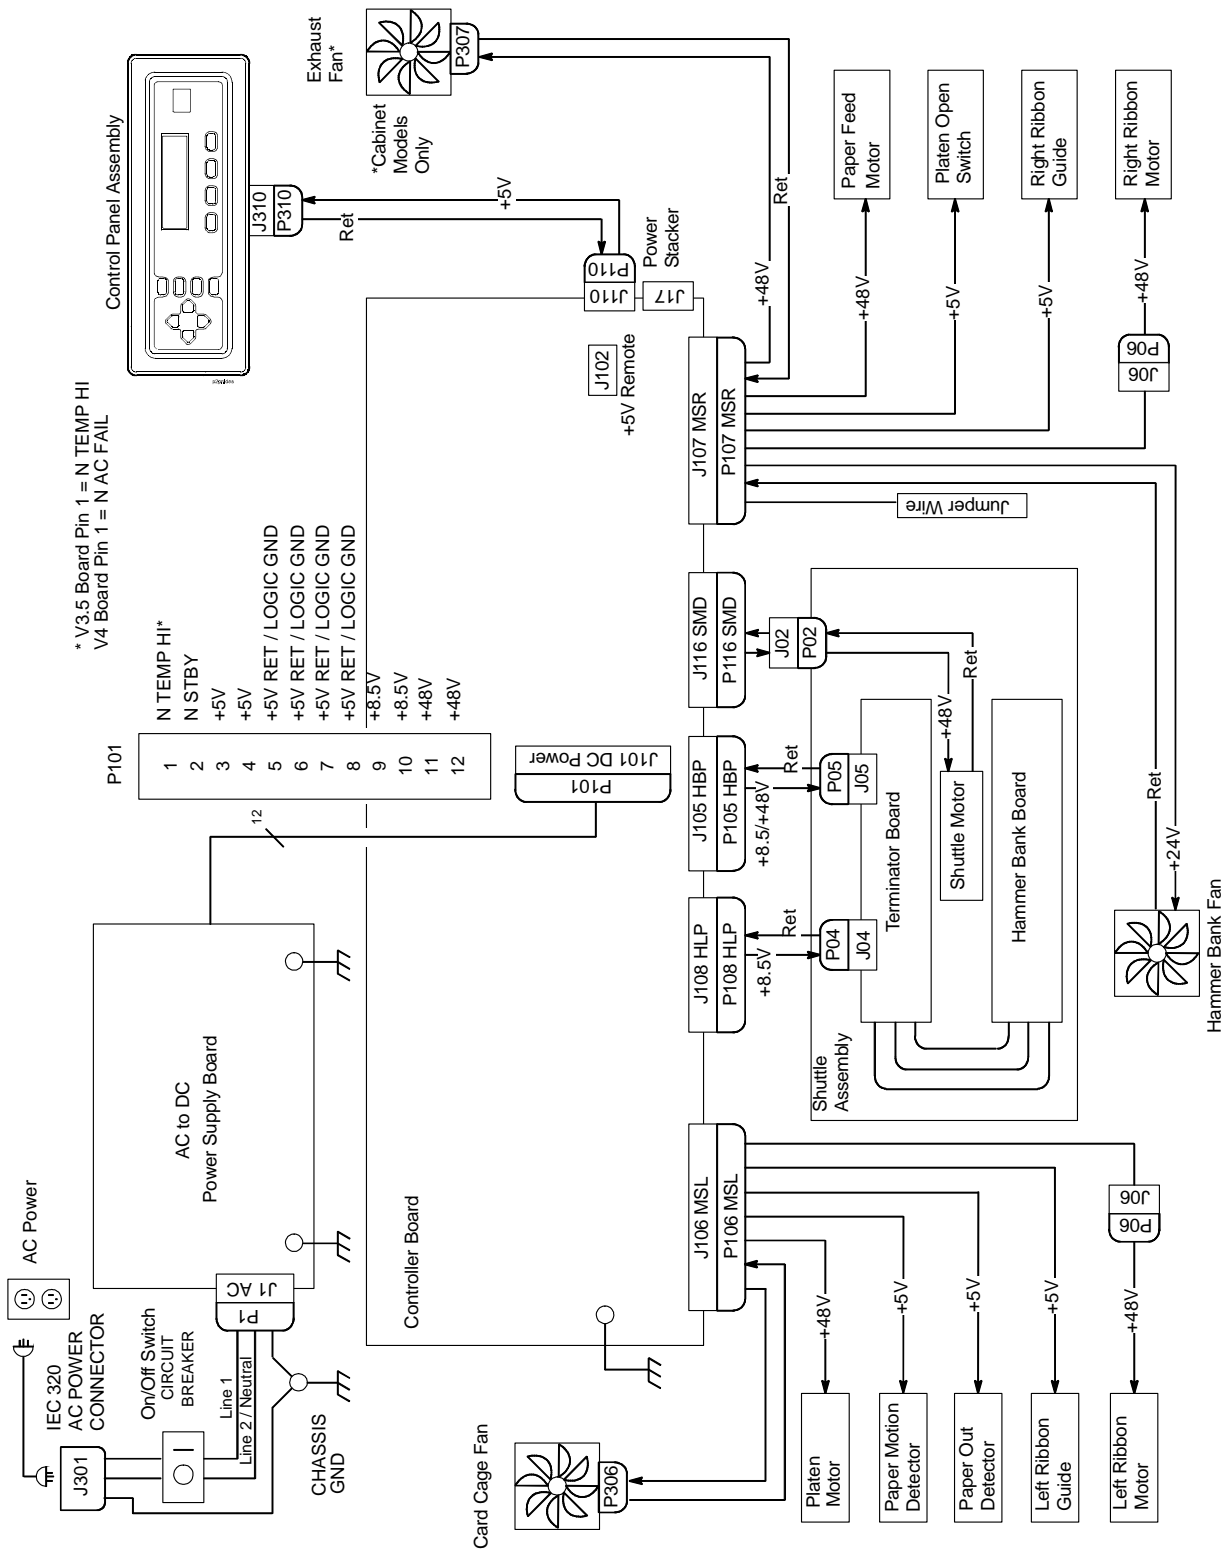 AC Power
IEC 320
AC POWER
CONNECTOR
J301
On/Off Switch
CIRCUIT
BREAKER
Line 1
Line 2 / Neutral
CHASSIS
GND
P1
J1 AC
AC to DC
Power Supply Board
12
P101
1 N TEMP HI*
2 N STBY
3 +5V
4 +5V
5 +5V RET / LOGIC GND
6 +5V RET / LOGIC GND
7 +5V RET / LOGIC GND
8 +5V RET / LOGIC GND
9 +8.5V
10 +8.5V
11 +48V
12 +48V
* V3.5 Board Pin 1 = N TEMP HI
V4 Board Pin 1 = N AC FAIL
Control Panel Assembly
J310
P310
Ret
+5V
Exhaust
Fan*
P307
*Cabinet
Models
Only
Controller Board
P101
J101 DC Power
J102
+5V Remote
J110
P110
J17
Power
Stacker
J106 MSL
P106 MSL
J108 HLP
P108 HLP
J105 HBP
P105 HBP
J116 SMD
P116 SMD
J107 MSR
P107 MSR
+8.5V
Ret
+8.5/+48V
Ret
P04
J04
P05
J05
J02
P02
Shuttle
Assembly
Terminator Board
Shuttle Motor
+48V
Ret
Hammer Bank Board
Jumper Wire
+48V
Ret
+48V
Paper Feed
Motor
+5V
Platen Open
Switch
+5V
Right Ribbon
Guide
J06
P06
+48V
Right Ribbon
Motor
Ret
+24V
Hammer Bank Fan
Card Cage Fan
P306
Platen
Motor
+48V
Paper Motion
Detector
+5V
Paper Out
Detector
+5V
Left Ribbon
Guide
+5V
Left Ribbon
Motor
+48V
P06
J06